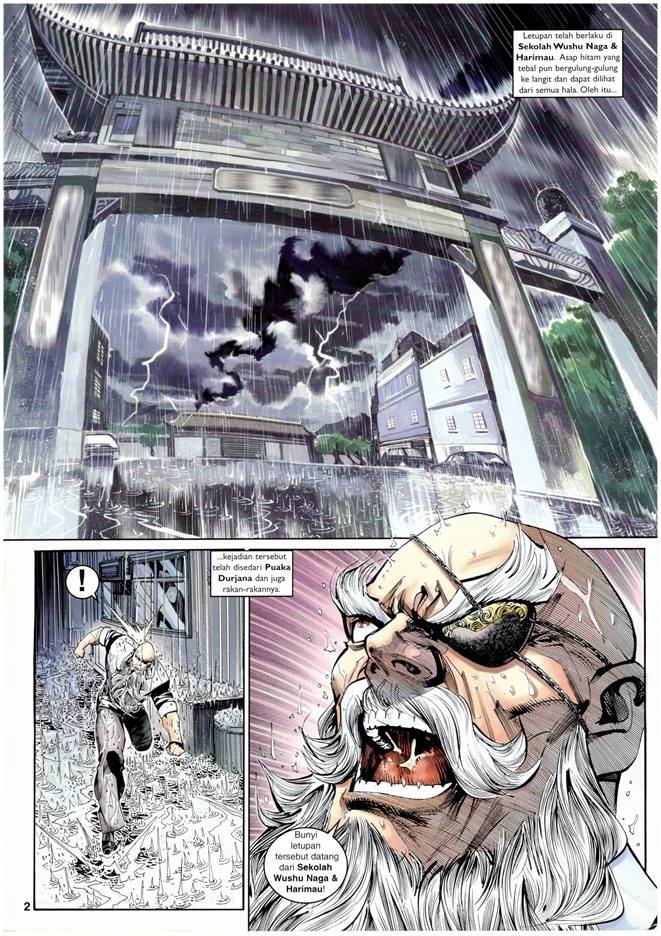 Letupan telah berlaku di
Sekolah Wushu Naga &
Harimau. Asap hitam yang
tebal pun bergulung-gulung
ke langit dan dapat dilihat
dari semua hala. Oleh itu...
...kejadian tersebut
telah disedari Puaka
Durjana dan juga
rakan-rakannya.
!
Bunyi
letupan
tersebut datang
dari Sekolah
Wushu Naga &
Harimau!
2